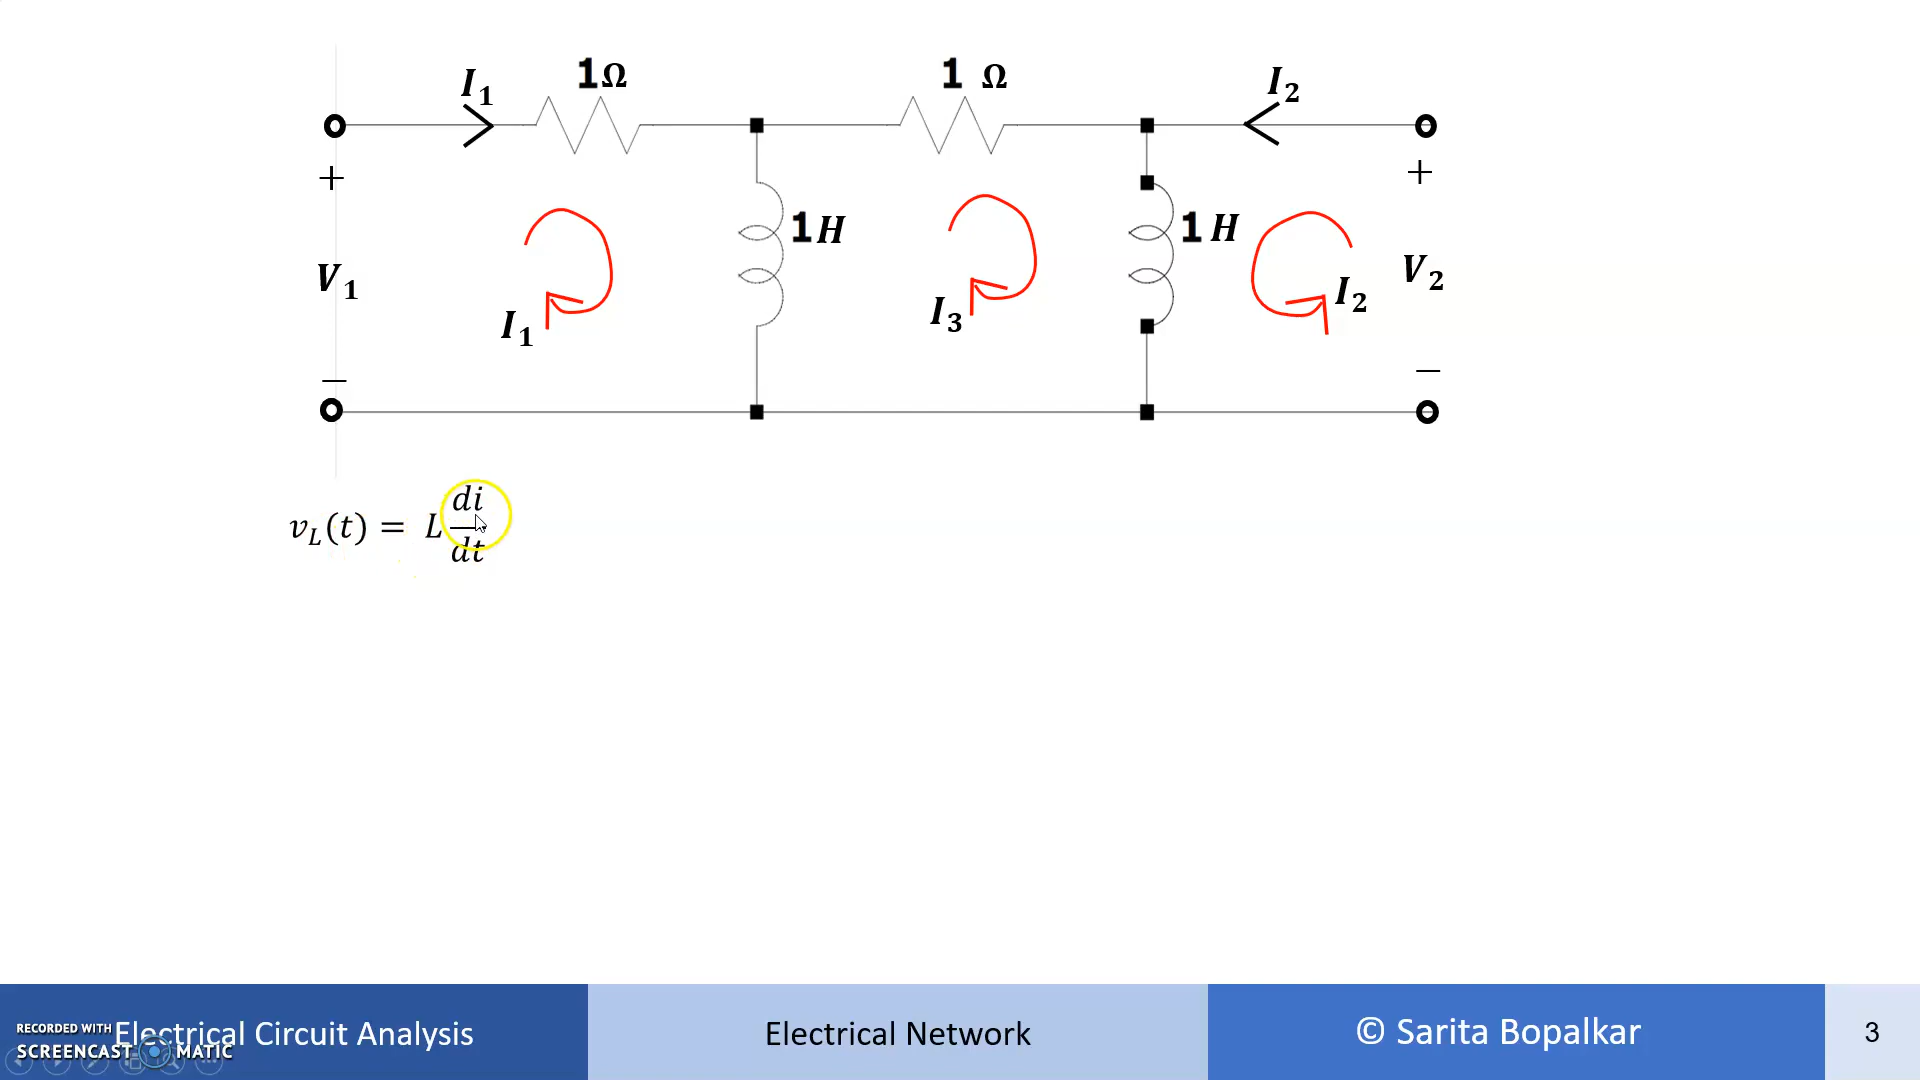 I₁ 1Ω 1 Ω I₂
+ +
V₁ 1H 1 H V₂
I₁ I₃ I₂
− −
v_L(t) = L di/dt
Electrical Circuit Analysis Electrical Network © Sarita Bopalkar 3
RECORDED WITH
SCREENCAST MATIC